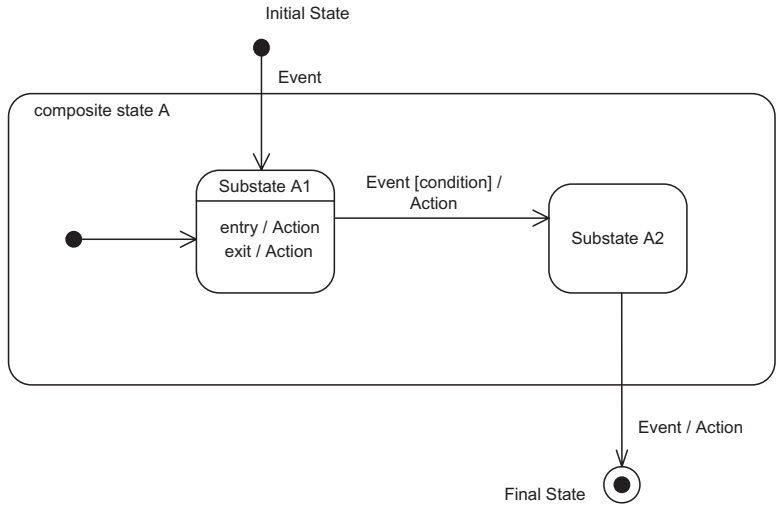 Initial State
Event
composite state A
Substate A1
entry / Action
exit / Action
Event [condition] /
Action
Substate A2
Event / Action
Final State